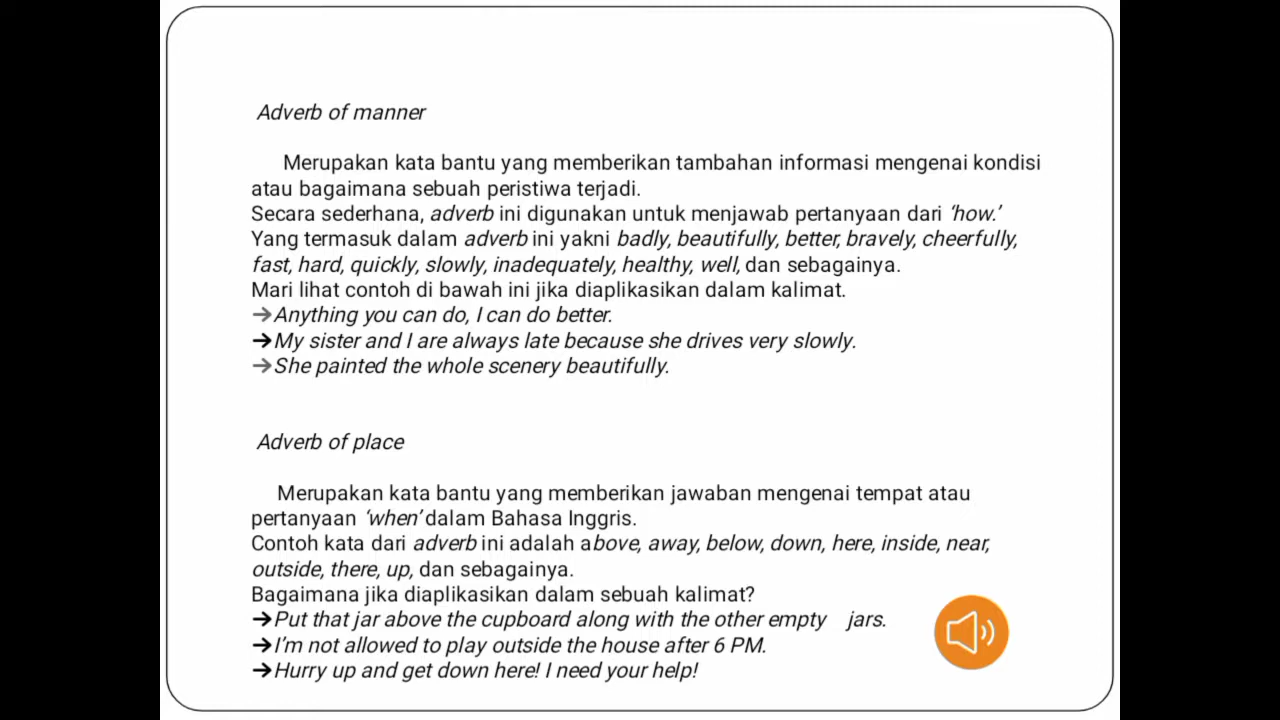 Adverb of manner
Merupakan kata bantu yang memberikan tambahan informasi mengenai kondisi
atau bagaimana sebuah peristiwa terjadi.
Secara sederhana, adverb ini digunakan untuk menjawab pertanyaan dari ‘how.’
Yang termasuk dalam adverb ini yakni badly, beautifully, better, bravely, cheerfully,
fast, hard, quickly, slowly, inadequately, healthy, well, dan sebagainya.
Mari lihat contoh di bawah ini jika diaplikasikan dalam kalimat.
→Anything you can do, I can do better.
→My sister and I are always late because she drives very slowly.
→She painted the whole scenery beautifully.
Adverb of place
Merupakan kata bantu yang memberikan jawaban mengenai tempat atau
pertanyaan ‘when’ dalam Bahasa Inggris.
Contoh kata dari adverb ini adalah above, away, below, down, here, inside, near,
outside, there, up, dan sebagainya.
Bagaimana jika diaplikasikan dalam sebuah kalimat?
→Put that jar above the cupboard along with the other empty jars.
→I’m not allowed to play outside the house after 6 PM.
→Hurry up and get down here! I need your help!